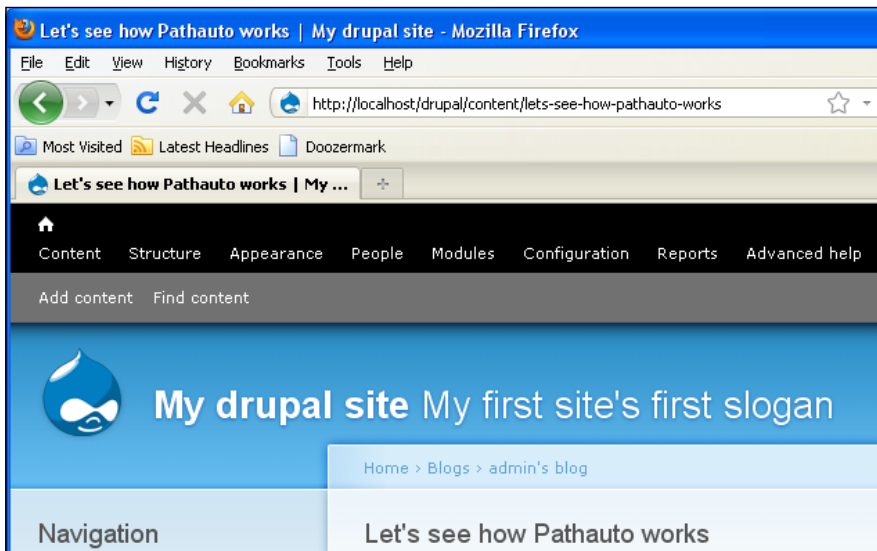 Let's see how Pathauto works | My drupal site - Mozilla Firefox
File Edit View History Bookmarks Tools Help
http://localhost/drupal/content/lets-see-how-pathauto-works
Most Visited Latest Headlines Doozermark
Let's see how Pathauto works | My ...
Content Structure Appearance People Modules Configuration Reports Advanced help
Add content Find content
My drupal site My first site's first slogan
Home > Blogs > admin's blog
Navigation
Let's see how Pathauto works